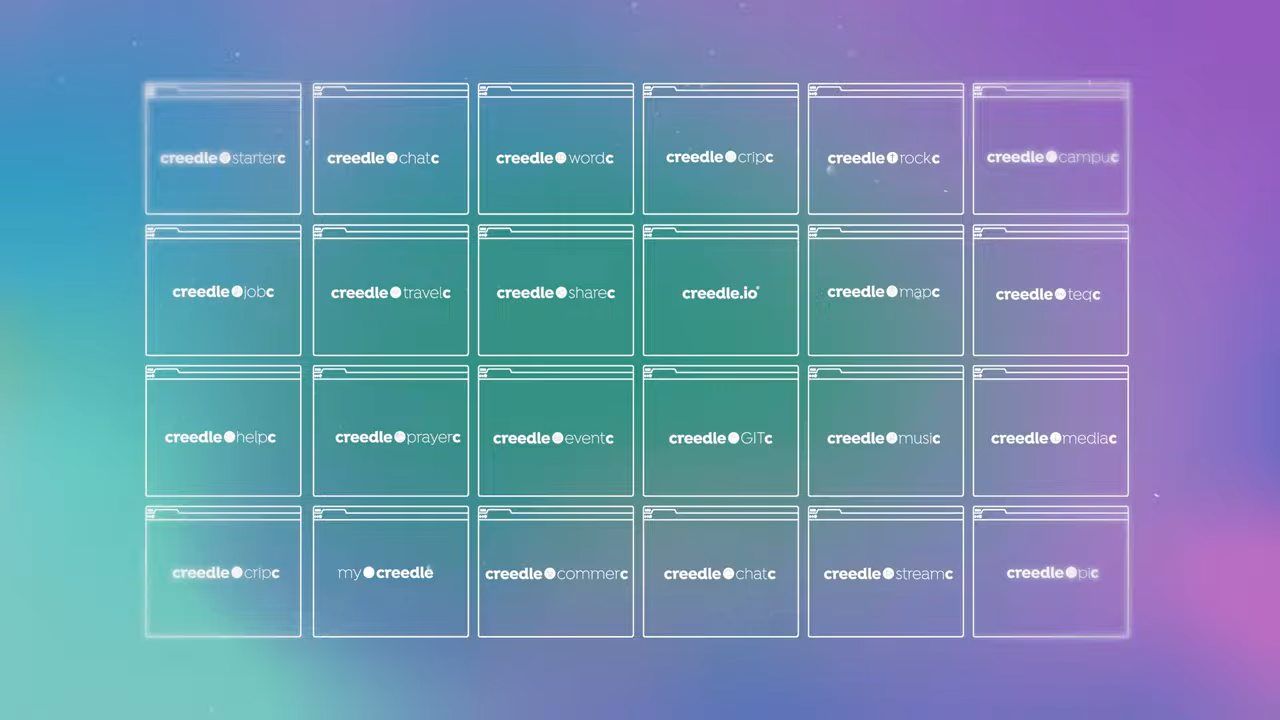 creedle starterc
creedle chatc
creedle wordc
creedle cripc
creedle rockc
creedle campuc
creedle jobc
creedle travelc
creedle sharec
creedle.io
creedle mapc
creedle teqc
creedle helpc
creedle prayerc
creedle eventc
creedle GITc
creedle music
creedle mediac
creedle cripc
my creedle
creedle commerc
creedle chatc
creedle streamc
creedle pic